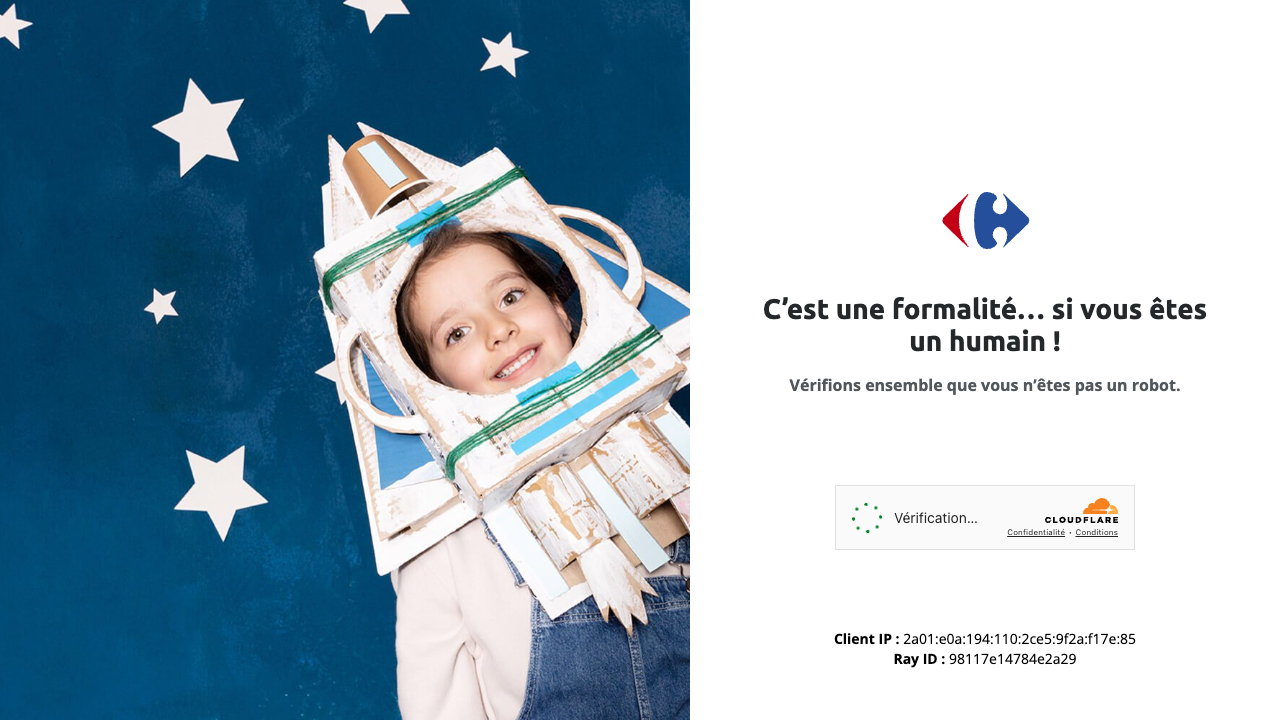 C’est une formalité… si vous êtes
un humain !
Vérifions ensemble que vous n’êtes pas un robot.
Vérification...
CLOUDFLARE
Confidentialité • Conditions
Client IP : 2a01:e0a:194:110:2ce5:9f2a:f17e:85
Ray ID : 98117e14784e2a29